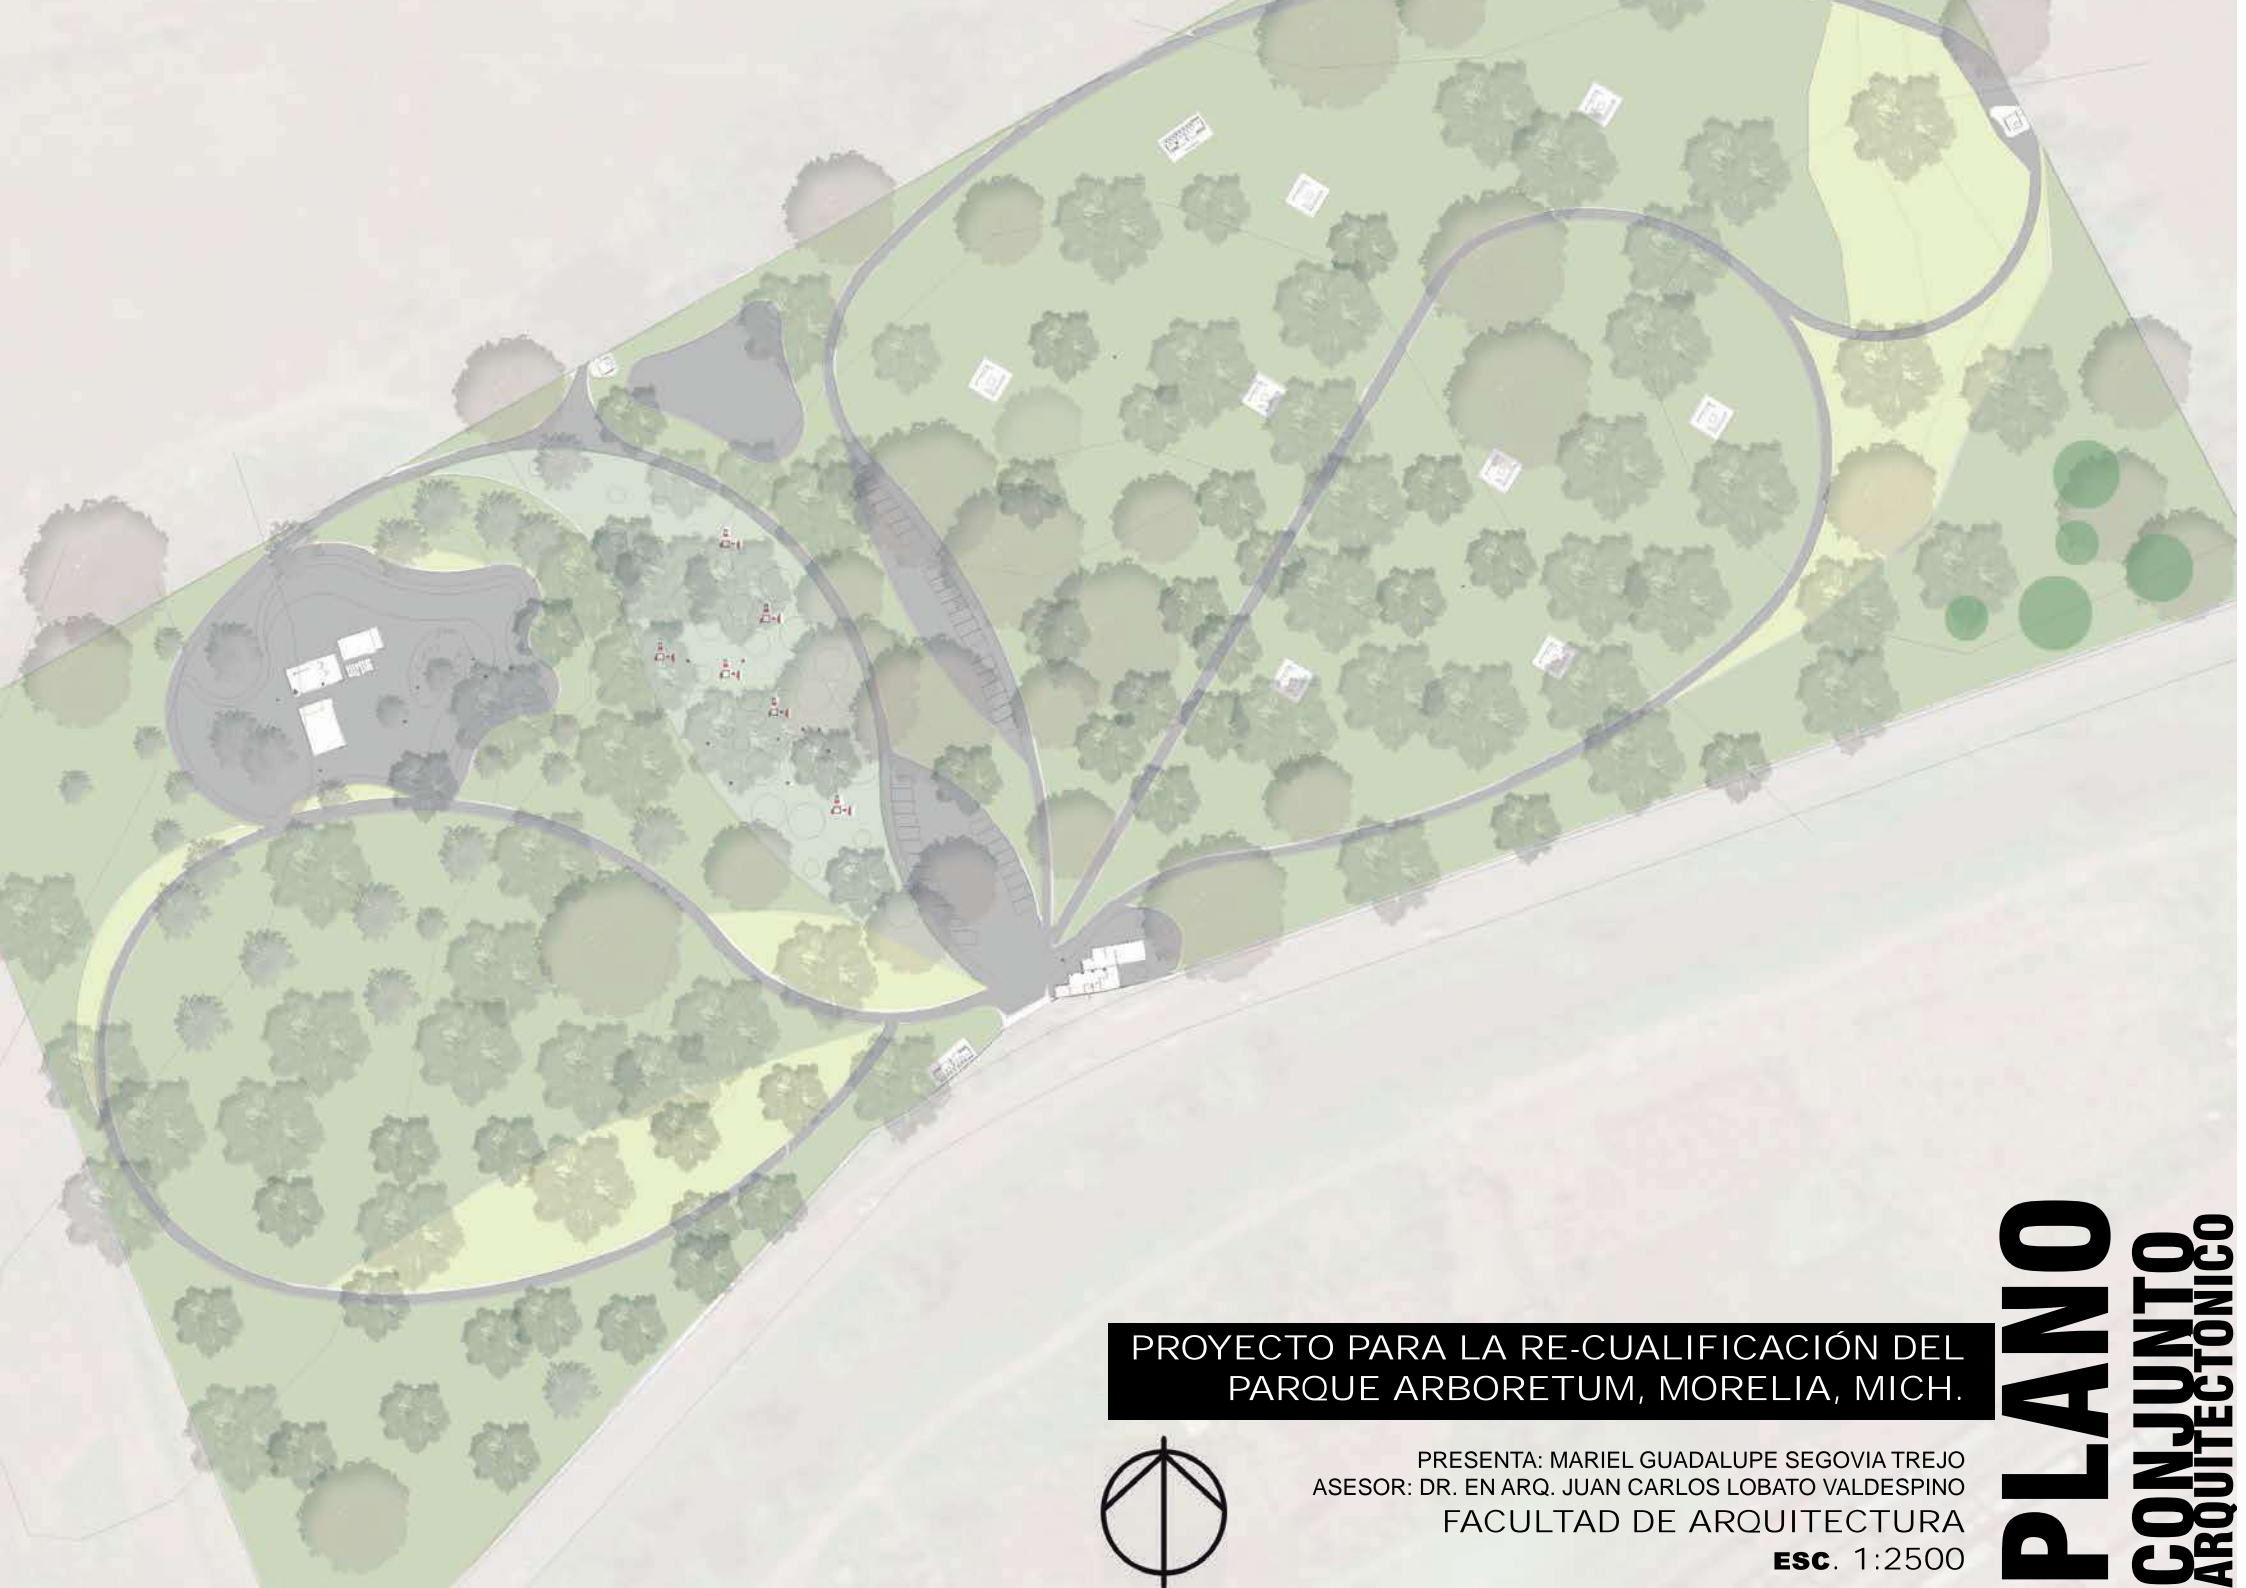 PROYECTO PARA LA RE-CUALIFICACIÓN DEL
PARQUE ARBORETUM, MORELIA, MICH.
PRESENTA: MARIEL GUADALUPE SEGOVIA TREJO
ASESOR: DR. EN ARQ. JUAN CARLOS LOBATO VALDESPINO
FACULTAD DE ARQUITECTURA
ESC. 1:2500
PLANO
CONJUNTO
ARQUITECTÓNICO